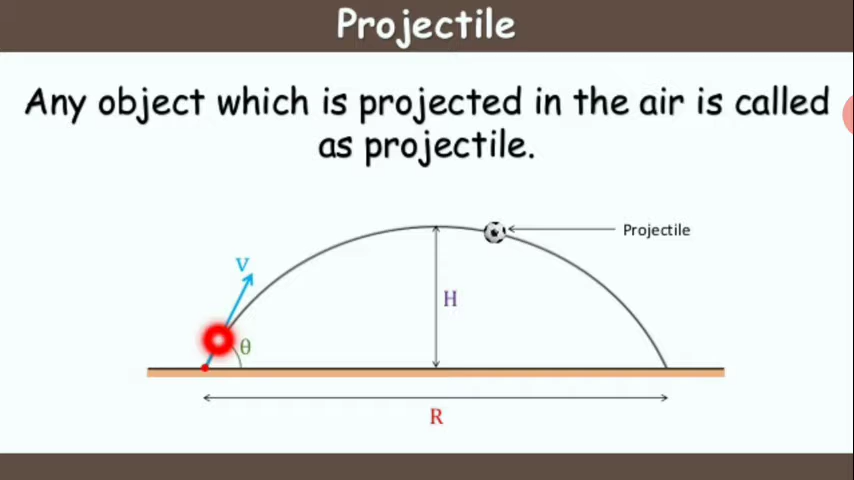 Projectile
Any object which is projected in the air is called
as projectile.
Projectile
V
H
θ
R